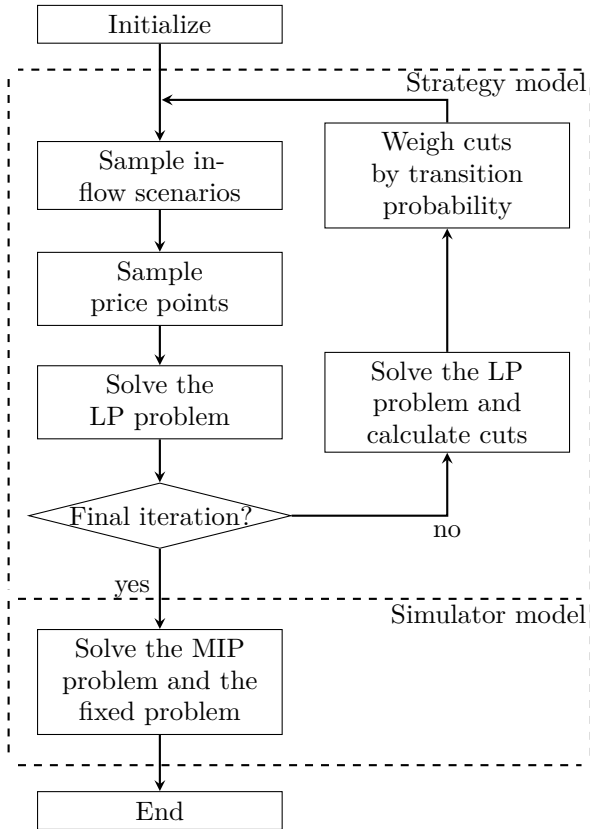 Initialize
Strategy model
Sample in-
flow scenarios
Weigh cuts
by transition
probability
Sample
price points
Solve the
LP problem
Solve the LP
problem and
calculate cuts
Final iteration?
no
yes
Simulator model
Solve the MIP
problem and the
fixed problem
End